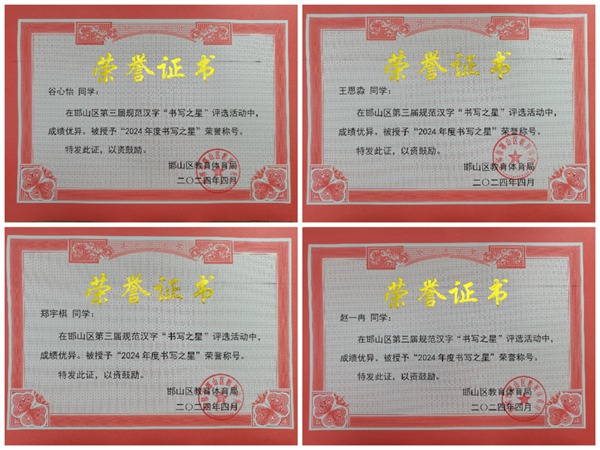 荣誉证书
谷心怡 同学：
在邯山区第三届规范汉字“书写之星”评选活动中，
成绩优异。被授予“2024年度书写之星”荣誉称号。
特发此证，以资鼓励。
邯山区教育体育局
二〇二四年四月
荣誉证书
王思淼 同学：
在邯山区第三届规范汉字“书写之星”评选活动中，
成绩优异。被授予“2024年度书写之星”荣誉称号。
特发此证，以资鼓励。
邯山区教育体育局
二〇二四年四月
荣誉证书
郑宇棋 同学：
在邯山区第三届规范汉字“书写之星”评选活动中，
成绩优异。被授予“2024年度书写之星”荣誉称号。
特发此证，以资鼓励。
邯山区教育体育局
二〇二四年四月
荣誉证书
赵一冉 同学：
在邯山区第三届规范汉字“书写之星”评选活动中，
成绩优异。被授予“2024年度书写之星”荣誉称号。
特发此证，以资鼓励。
邯山区教育体育局
二〇二四年四月